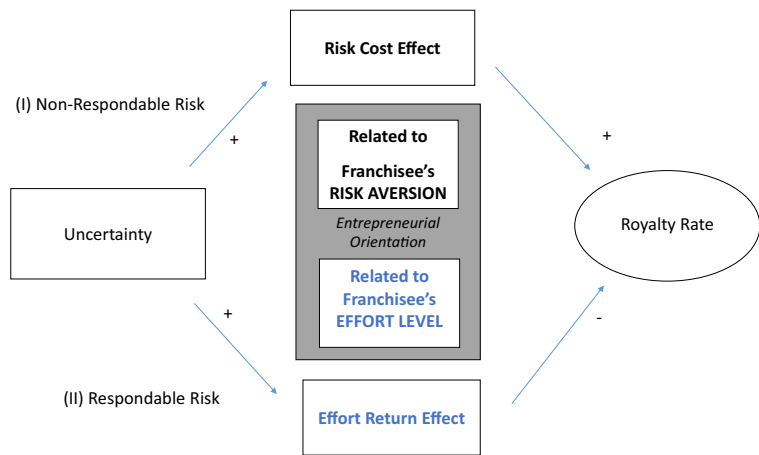 Risk Cost Effect
(I) Non-Respondable Risk
+
+
Related to
Franchisee's
RISK AVERSION
Entrepreneurial
Orientation
Uncertainty
Royalty Rate
Related to
Franchisee's
EFFORT LEVEL
+
-
(II) Respondable Risk
Effort Return Effect